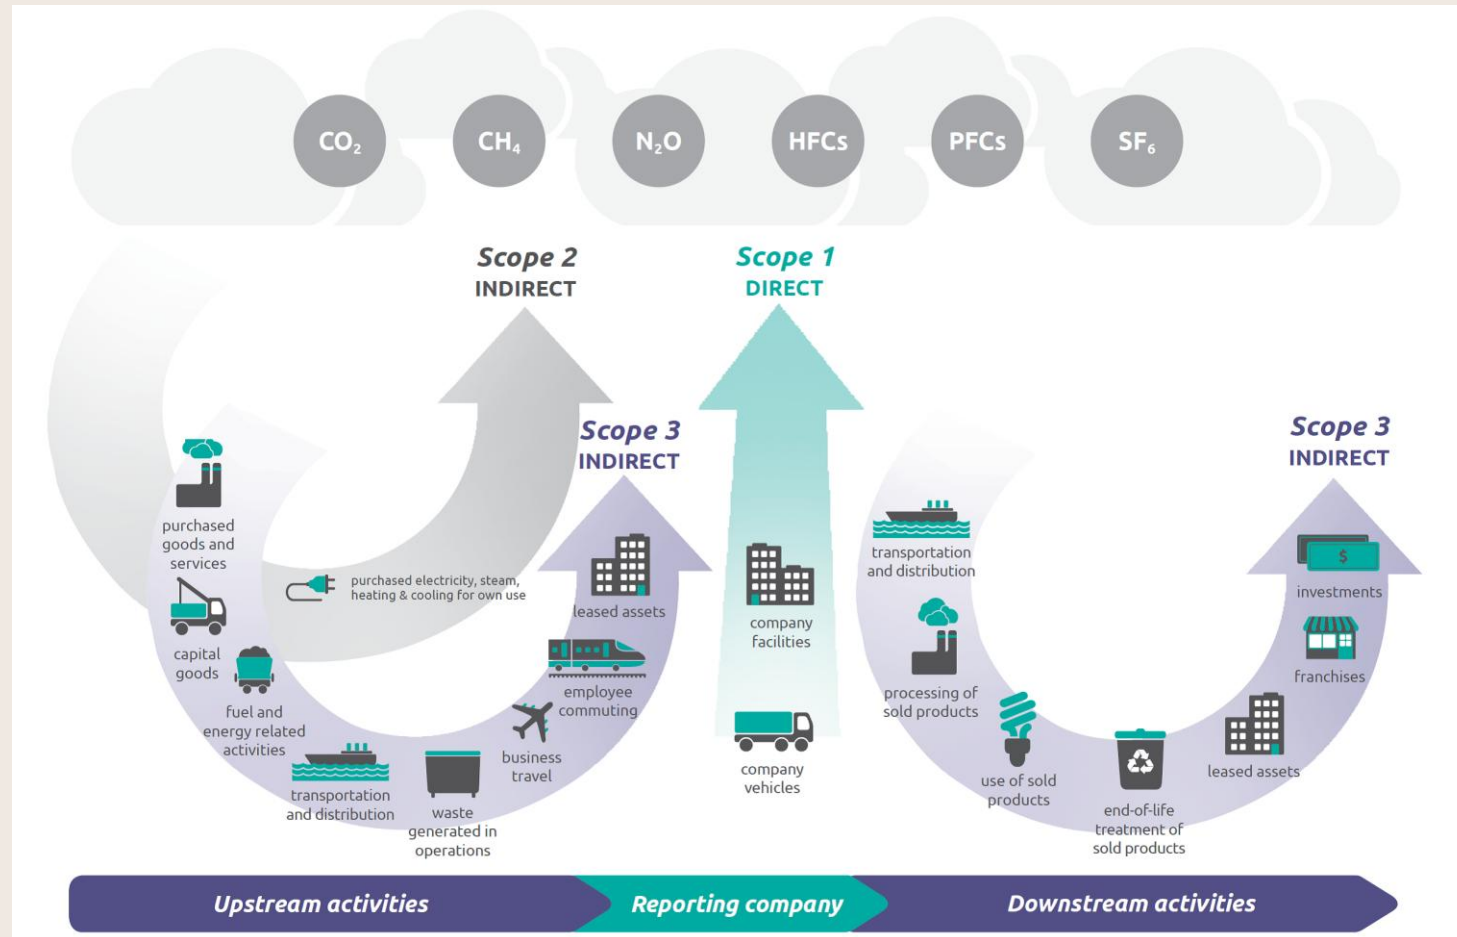 CO₂
CH₄
N₂O
HFCs
PFCs
SF₆
Scope 2
INDIRECT
Scope 1
DIRECT
Scope 3
INDIRECT
Scope 3
INDIRECT
purchased
goods and
services
capital
goods
fuel and
energy related
activities
transportation
and distribution
waste
generated in
operations
business
travel
employee
commuting
leased assets
purchased electricity, steam,
heating & cooling for own use
company
facilities
company
vehicles
transportation
and distribution
processing of
sold products
use of sold
products
end-of-life
treatment of
sold products
leased assets
franchises
investments
$
Upstream activities
Reporting company
Downstream activities